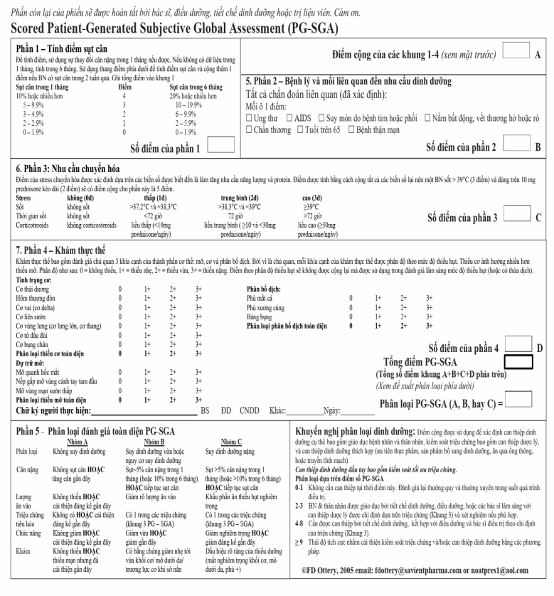 Phần còn lại của phiếu sẽ được hoàn tất bởi bác sĩ, điều dưỡng, tiết chế dinh dưỡng hoặc trị liệu viên. Cám ơn.
Scored Patient-Generated Subjective Global Assessment (PG-SGA)
Phần 1 – Tính điểm sụt cân
Để tính điểm, sử dụng sự thay đổi cân nặng trong 1 tháng nếu được. Nếu không có dữ liệu trong
1 tháng, tính trong 6 tháng. Sử dụng thang điểm phía dưới để tính điểm sụt cân và cộng thêm 1
điểm nếu BN có sụt cân trong 2 tuần qua. Ghi tổng điểm vào khung 1
Sụt cân trong 1 tháng Điểm Sụt cân trong 6 tháng
10% hoặc nhiều hơn 4 20% hoặc nhiều hơn
5 – 9.9% 3 10 – 19.9%
3 – 4.9% 2 6 – 9.9%
2 – 2.9% 1 2 – 5.9%
0 – 1.9% 0 0 – 1.9%
Số điểm của phần 1
Điểm cộng của các khung 1-4 (xem mặt trước) A
5. Phần 2 – Bệnh lý và mối liên quan đến nhu cầu dinh dưỡng
Tất cả chẩn đoán liên quan (đã xác định):
Mỗi ô 1 điểm:
Ung thư AIDS Suy mòn do bệnh tim hoặc phổi Nằm bất động, vết thương hở hoặc rò
Chấn thương Tuổi trên 65 Bệnh thận mạn
Số điểm của phần 2 B
6. Phần 3: Nhu cầu chuyển hóa
Điểm của stress chuyển hóa được xác định dựa trên các biến số được biết đến là làm tăng nhu cầu năng lượng và protein. Điểm được tính bằng cách cộng tất cả các biến số lại nên một BN sốt > 39°C (3 điểm) và dùng trên 10 mg
prednisone kéo dài (2 điểm) sẽ có điểm cộng cho phần này là 5 điểm.
Stress không (0đ) thấp (1đ) trung bình (2đ) cao (3đ)
Sốt không sốt >37,2°C và <38,3°C >38,3°C và <39°C ≥39°C
Thời gian sốt không sốt <72 giờ 72 giờ >72 giờ
Corticosteroids không corticosteroids liều thấp (<10mg liều trung bình (≥10 và <30mg liều cao (≥30mg
prednisone/ngày) prednisone/ngày) prednisone/ngày)
Số điểm của phần 3 C
7. Phần 4 – Khám thực thể
Khám thực thể bao gồm đánh giá chủ quan 3 khía cạnh của thành phần cơ thể: mỡ, cơ và phân bố dịch. Bởi vì là chủ quan, mỗi khía cạnh của khám thực thể được phân độ theo mức độ thiếu hụt. Thiếu cơ ảnh hưởng nhiều hơn
thiếu mỡ. Phân độ như sau: 0 = không thiếu, 1+ = thiếu nhẹ, 2+ = thiếu vừa, 3+ = thiếu nặng. Điểm theo phân độ thiếu hụt sẽ không được cộng lại mà được sử dụng trong đánh giá lâm sàng mức độ thiếu hụt (hoặc có thừa dịch).
Tình trạng cơ: Phân bố dịch:
Cơ thái dương 0 1+ 2+ 3+ Phù mắt cá 0 1+ 2+ 3+
Hõm thượng đòn 0 1+ 2+ 3+ Phù xương cùng 0 1+ 2+ 3+
Cơ vai (cơ delta) 0 1+ 2+ 3+ Báng bụng 0 1+ 2+ 3+
Cơ liên sườn 0 1+ 2+ 3+ Phân loại phân bố dịch toàn diện 0 1+ 2+ 3+
Cơ vùng lưng (cơ lưng lớn, cơ thang) 0 1+ 2+ 3+
Cơ tứ đầu đùi 0 1+ 2+ 3+
Cơ bụng chân 0 1+ 2+ 3+
Phân loại thiếu cơ toàn diện 0 1+ 2+ 3+
Dự trữ mỡ:
Mỡ quanh hốc mắt 0 1+ 2+ 3+
Nếp gấp mỡ vùng cánh tay tam đầu 0 1+ 2+ 3+
Mỡ vùng mạn sườn thấp 0 1+ 2+ 3+
Phân loại thiếu mỡ toàn diện 0 1+ 2+ 3+
Số điểm của phần 4 D
Tổng điểm PG-SGA
(Tổng số điểm khung A+B+C+D phía trên)
(Xem đề xuất phân loại phía dưới)
Phân loại PG-SGA (A, B, hay C) =
Chữ ký người thực hiện: BS ĐD CNDD Khác: Ngày:
Phần 5 - Phân loại đánh giá toàn diện PG-SGA
Nhóm A Nhóm B Nhóm C
Phân loại Không suy dinh dưỡng Suy dinh dưỡng vừa hoặc Suy dinh dưỡng nặng
nguy cơ suy dinh dưỡng
Cân nặng Không sụt cân HOẶC Sụt ~5% cân nặng trong 1 Sụt >5% cân nặng trong 1
tăng cân gần đây tháng (hoặc 10% trong 6 tháng) tháng (hoặc >10% trong 6 tháng)
HOẶC tiếp tục sụt cân HOẶC tiếp tục sụt cân
Lượng Không thiếu HOẶC Giảm rõ lượng ăn vào Khẩu phần ăn thiếu hụt nghiêm
ăn vào cải thiện đáng kể gần đây trọng
Triệu chứng Không có HOẶC cải thiện Có 1 trong các triệu chứng Có 1 trong các triệu chứng
tiêu hóa đáng kể gần đây (khung 3 PG – SGA) (khung 3 PG – SGA)
Chức năng Không giảm HOẶC Giảm vừa HOẶC Giảm nghiêm trọng HOẶC
cải thiện đáng kể gần đây giảm gần đây giảm đáng kể gần đây
Khám Không thiếu HOẶC Có bằng chứng giảm nhẹ tới Dấu hiệu rõ ràng của thiếu dưỡng
thiếu mạn nhưng đã vừa khối cơ/ mỡ dưới da/ (mất nghiêm trọng khối cơ, mỡ
cải thiện gần đây trương lực cơ khi sờ nắn dưới da, phù +)
Khuyến nghị phân loại dinh dưỡng: Điểm cộng được sử dụng để xác định can thiệp dinh
dưỡng cụ thể bao gồm giáo dục bệnh nhân và thân nhân, kiểm soát triệu chứng bao gồm can thiệp dược lý,
và can thiệp dinh dưỡng thích hợp (ưu tiên thực phẩm, sản phẩm bổ sung dinh dưỡng, ăn qua ống thông,
hoặc truyền tĩnh mạch).
Can thiệp dinh dưỡng đầu tay bao gồm kiểm soát tối ưu triệu chứng.
Phân loại dựa trên điểm số PG-SGA
0-1 Không cần can thiệp tại thời điểm này. Đánh giá lại thường quy và thường xuyên trong suốt quá trình
điều trị.
2-3 BN & thân nhân được giáo dục bởi tiết chế dinh dưỡng, điều dưỡng, hoặc các bác sĩ lâm sàng với
can thiệp dược lý được chỉ định dựa nên triệu chứng (Khung 3) và xét nghiệm nếu phù hợp.
4-8 Cần được can thiệp bởi tiết chế dinh dưỡng, kết hợp với điều dưỡng và bác sĩ điều trị theo chỉ định
của triệu chứng (Khung 3).
≥ 9 Thái độ tích cực nhằm cải thiện kiểm soát triệu chứng và/hoặc can thiệp dinh dưỡng bằng các phương
pháp.
©FD Ottery, 2005 email: fdottery@savientpharma.com or noatpres1@aol.com